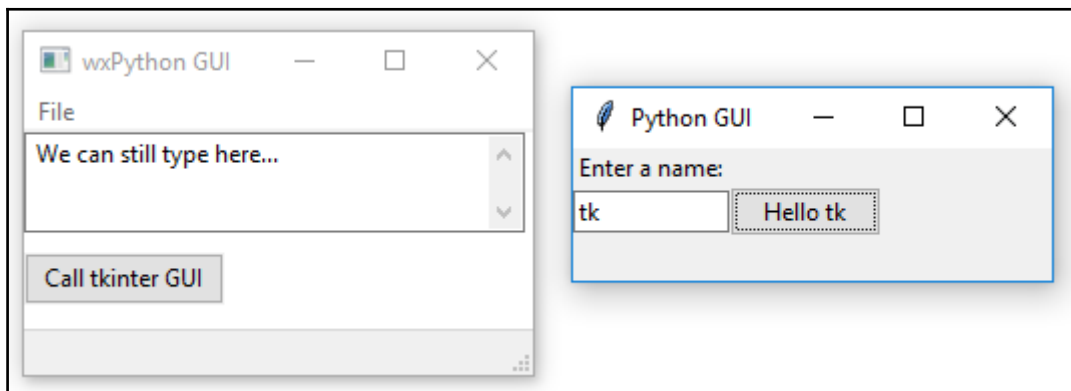 wxPython GUI
File
We can still type here...
Call tkinter GUI
Python GUI
Enter a name:
tk
Hello tk